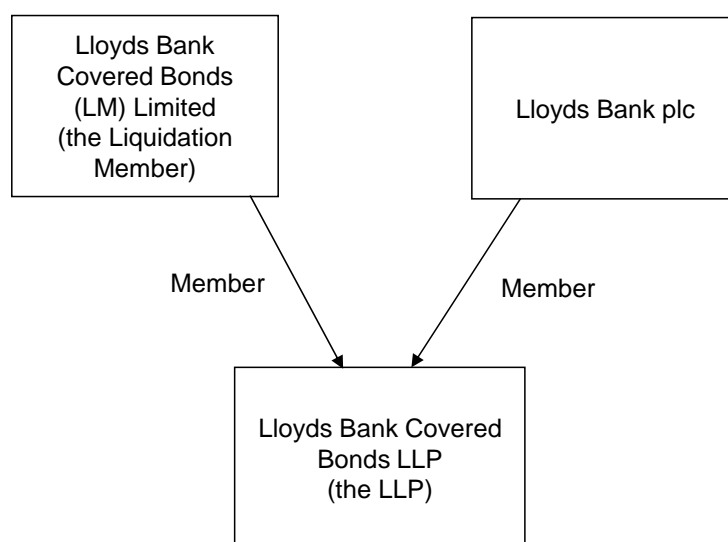 Lloyds Bank
Covered Bonds
(LM) Limited
(the Liquidation
Member)
Lloyds Bank plc
Member
Member
Lloyds Bank Covered
Bonds LLP
(the LLP)